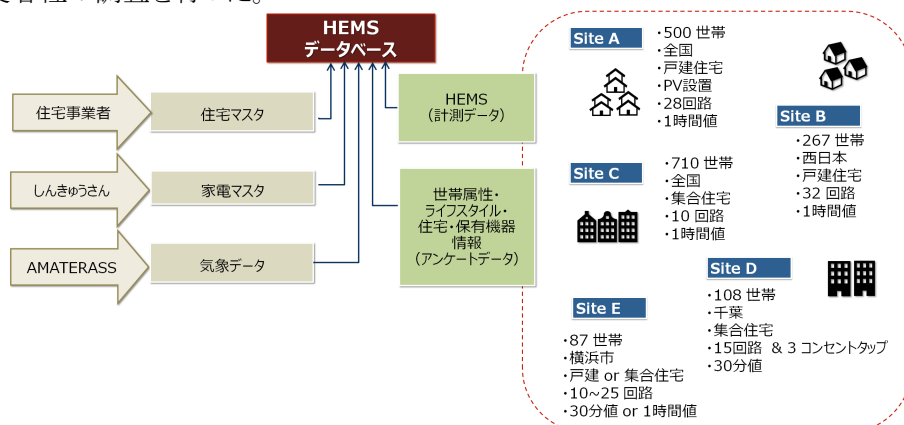 の調査を行った。
HEMS
データベース
住宅事業者
住宅マスタ
しんきゅうさん
家電マスタ
AMATERASS
気象データ
HEMS
（計測データ）
世帯属性・
ライフスタイル・
住宅・保有機器
情報
（アンケートデータ）
Site A
・500 世帯
・全国
・戸建住宅
・PV設置
・28回路
・1時間値
Site B
・267 世帯
・西日本
・戸建住宅
・32 回路
・1時間値
Site C
・710 世帯
・全国
・集合住宅
・10 回路
・1時間値
Site D
・108 世帯
・千葉
・集合住宅
・15回路 & 3 コンセントタップ
・30分値
Site E
・87 世帯
・横浜市
・戸建 or 集合住宅
・10~25 回路
・30分値 or 1時間値